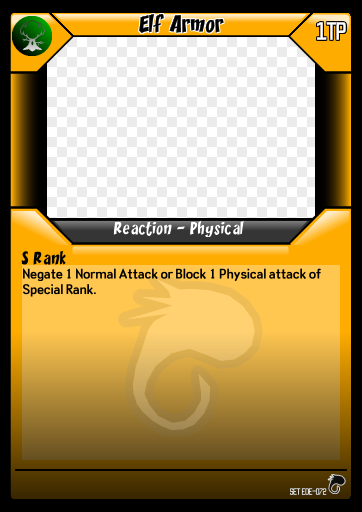 Elf Armor
1TP
Reaction - Physical
S Rank
Negate 1 Normal Attack or Block 1 Physical attack of
Special Rank.
SET EOE-072